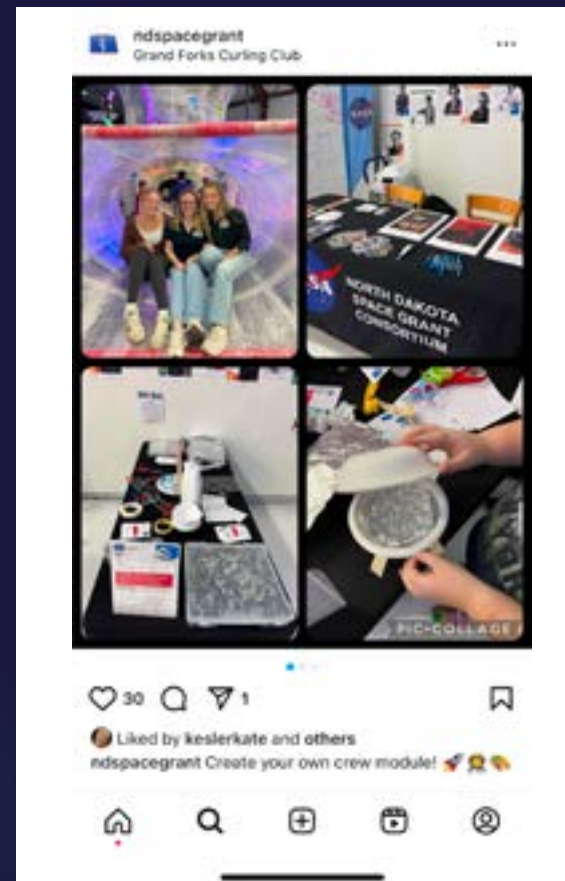 ndspacegrant
Grand Forks Curling Club
NASA
NORTH DAKOTA
SPACE GRANT
CONSORTIUM
PIC•COLLAGE
30
1
Liked by keslerkate and others
ndspacegrant Create your own crew module! 🚀👩‍🚀🎨